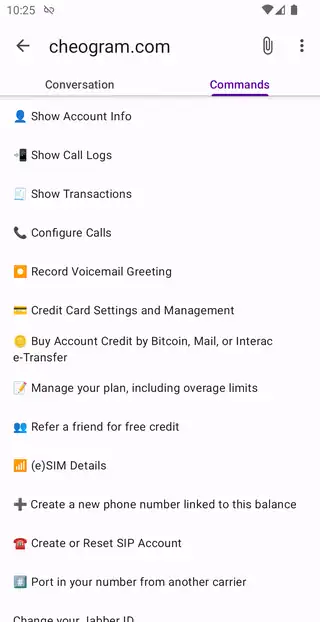 10:25
cheogram.com
Conversation
Commands
👤 Show Account Info
📲 Show Call Logs
🧾 Show Transactions
📞 Configure Calls
⏺️ Record Voicemail Greeting
💳 Credit Card Settings and Management
🪙 Buy Account Credit by Bitcoin, Mail, or Interac
e-Transfer
📝 Manage your plan, including overage limits
👥 Refer a friend for free credit
📶 (e)SIM Details
➕ Create a new phone number linked to this balance
☎️ Create or Reset SIP Account
#️⃣ Port in your number from another carrier
Change your Jabber ID